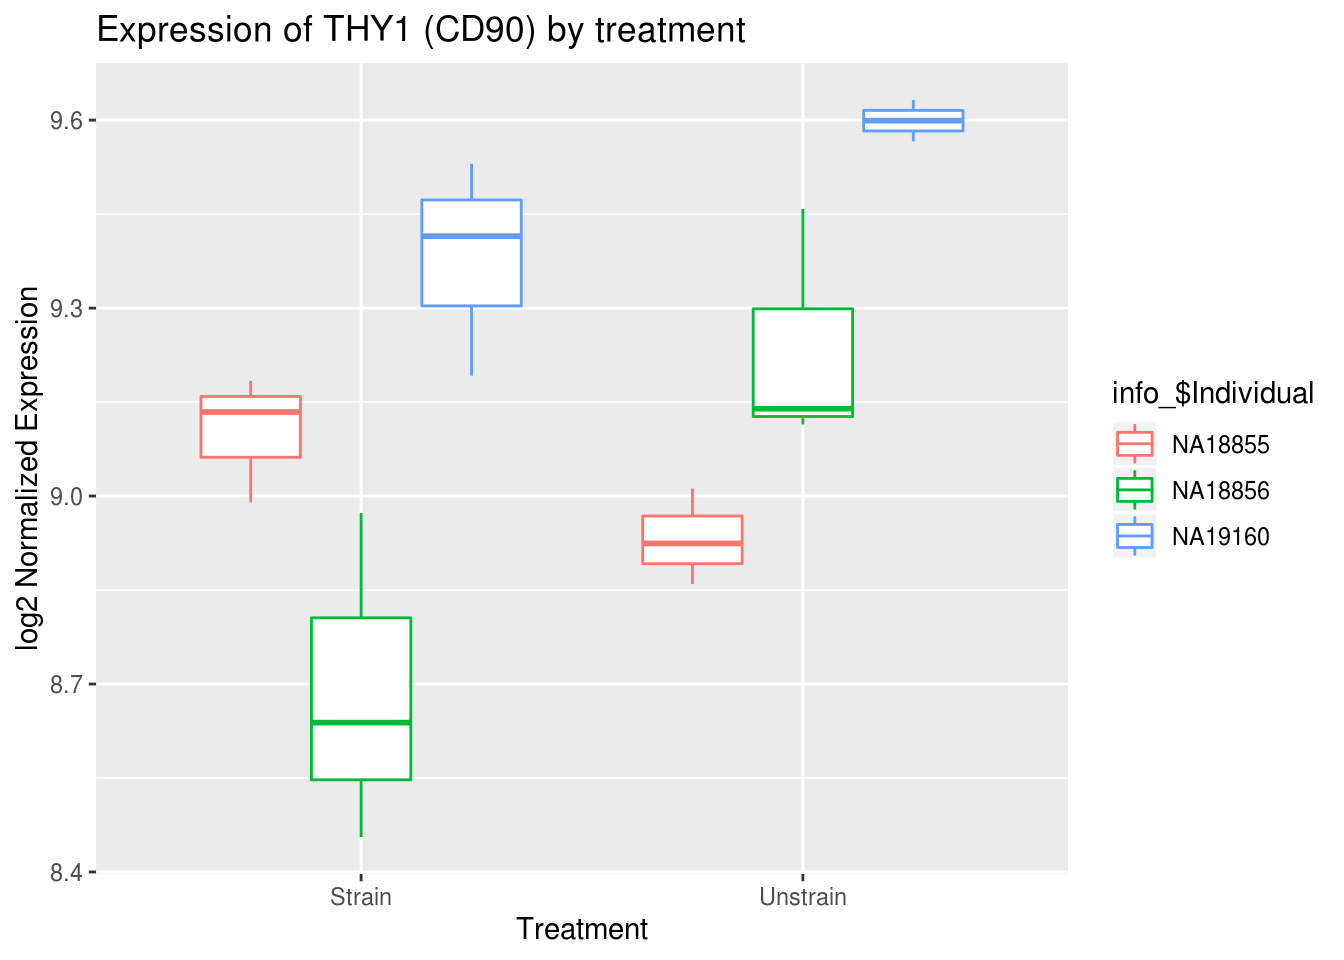 Expression of THY1 (CD90) by treatment
log2 Normalized Expression
9.6
9.3
9.0
8.7
8.4
Strain
Unstrain
Treatment
info_$Individual
NA18855
NA18856
NA19160